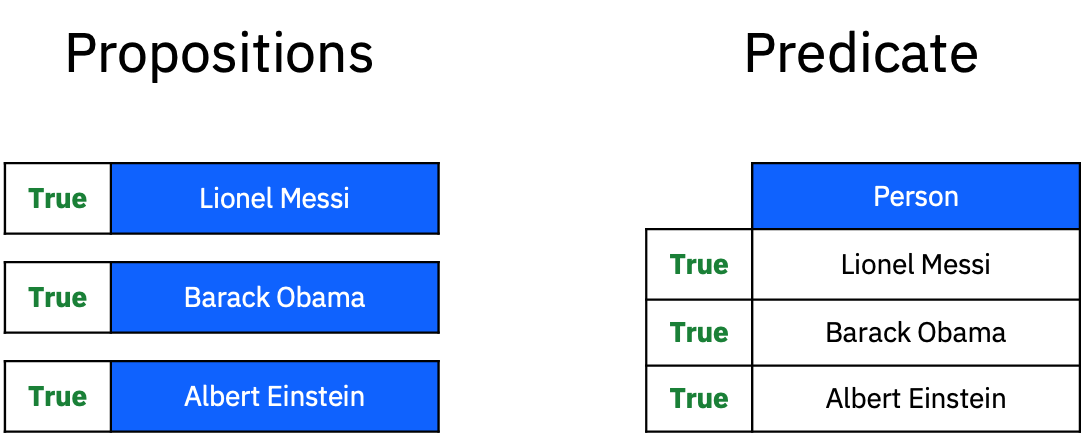 Propositions
True Lionel Messi
True Barack Obama
True Albert Einstein
Predicate
Person
True Lionel Messi
True Barack Obama
True Albert Einstein